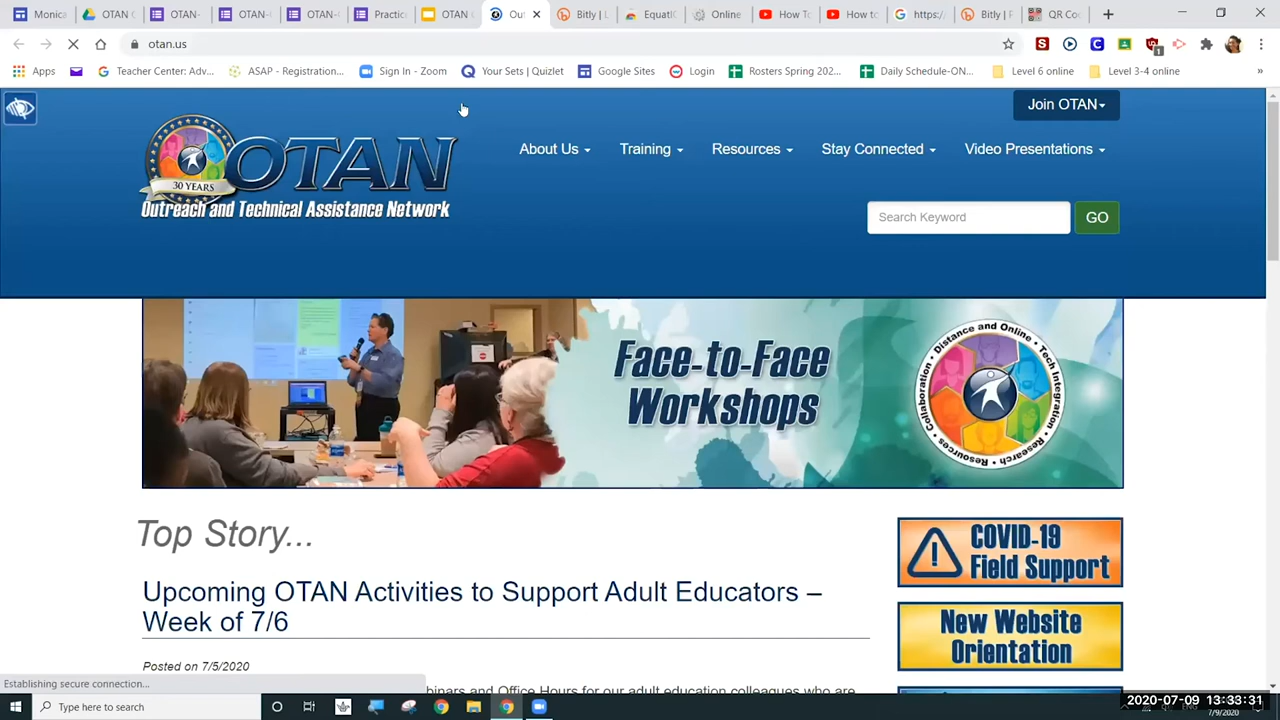 Monica
OTAN C
OTAN-
OTAN-
OTAN-
Practic
OTAN
Ou
Bitly | L
EquatIC
Online
How To
How to
https:/
Bitly | P
QR Co
otan.us
1
Apps
Teacher Center: Adv...
ASAP - Registration...
Sign In - Zoom
Your Sets | Quizlet
Google Sites
Login
Roster Spring 202...
Daily Schedule-ON...
Level 6 online
Level 3-4 online
»
Join OTAN
OTAN
30 YEARS
Outreach and Technical Assistance Network
About Us
Training
Resources
Stay Connected
Video Presentations
Search Keyword
GO
Face-to-Face
Workshops
Distance and Online • Tech Integration • Research • Resources • Collaboration •
Top Story...
Upcoming OTAN Activities to Support Adult Educators –
Week of 7/6
Posted on 7/5/2020
binars and Office Hours for our adult education colleagues who are
COVID-19
Field Support
New Website
Orientation
Establishing secure connection...
Type here to search
2020-07-09 13:33:31
7/9/2020